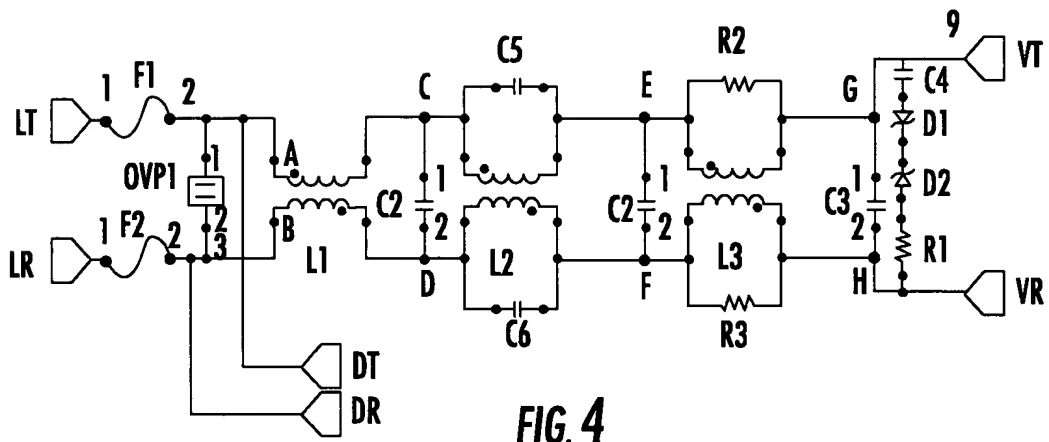 9
C5
R2
VT
1
F1
2
C
E
G
C4
LT
D1
A
1
OVP1
1
1
1
D2
C2
C2
C3
2
1
F2
2
3
B
2
2
2
R1
LR
L1
L2
L3
D
F
H
VR
C6
R3
DT
DR
FIG. 4